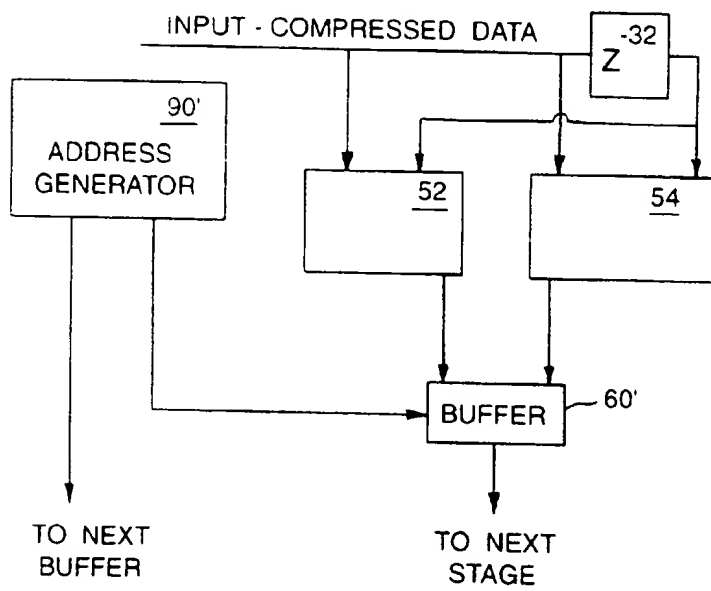 INPUT - COMPRESSED DATA
Z-32
90'
ADDRESS
GENERATOR
52
54
BUFFER
60'
TO NEXT
BUFFER
TO NEXT
STAGE